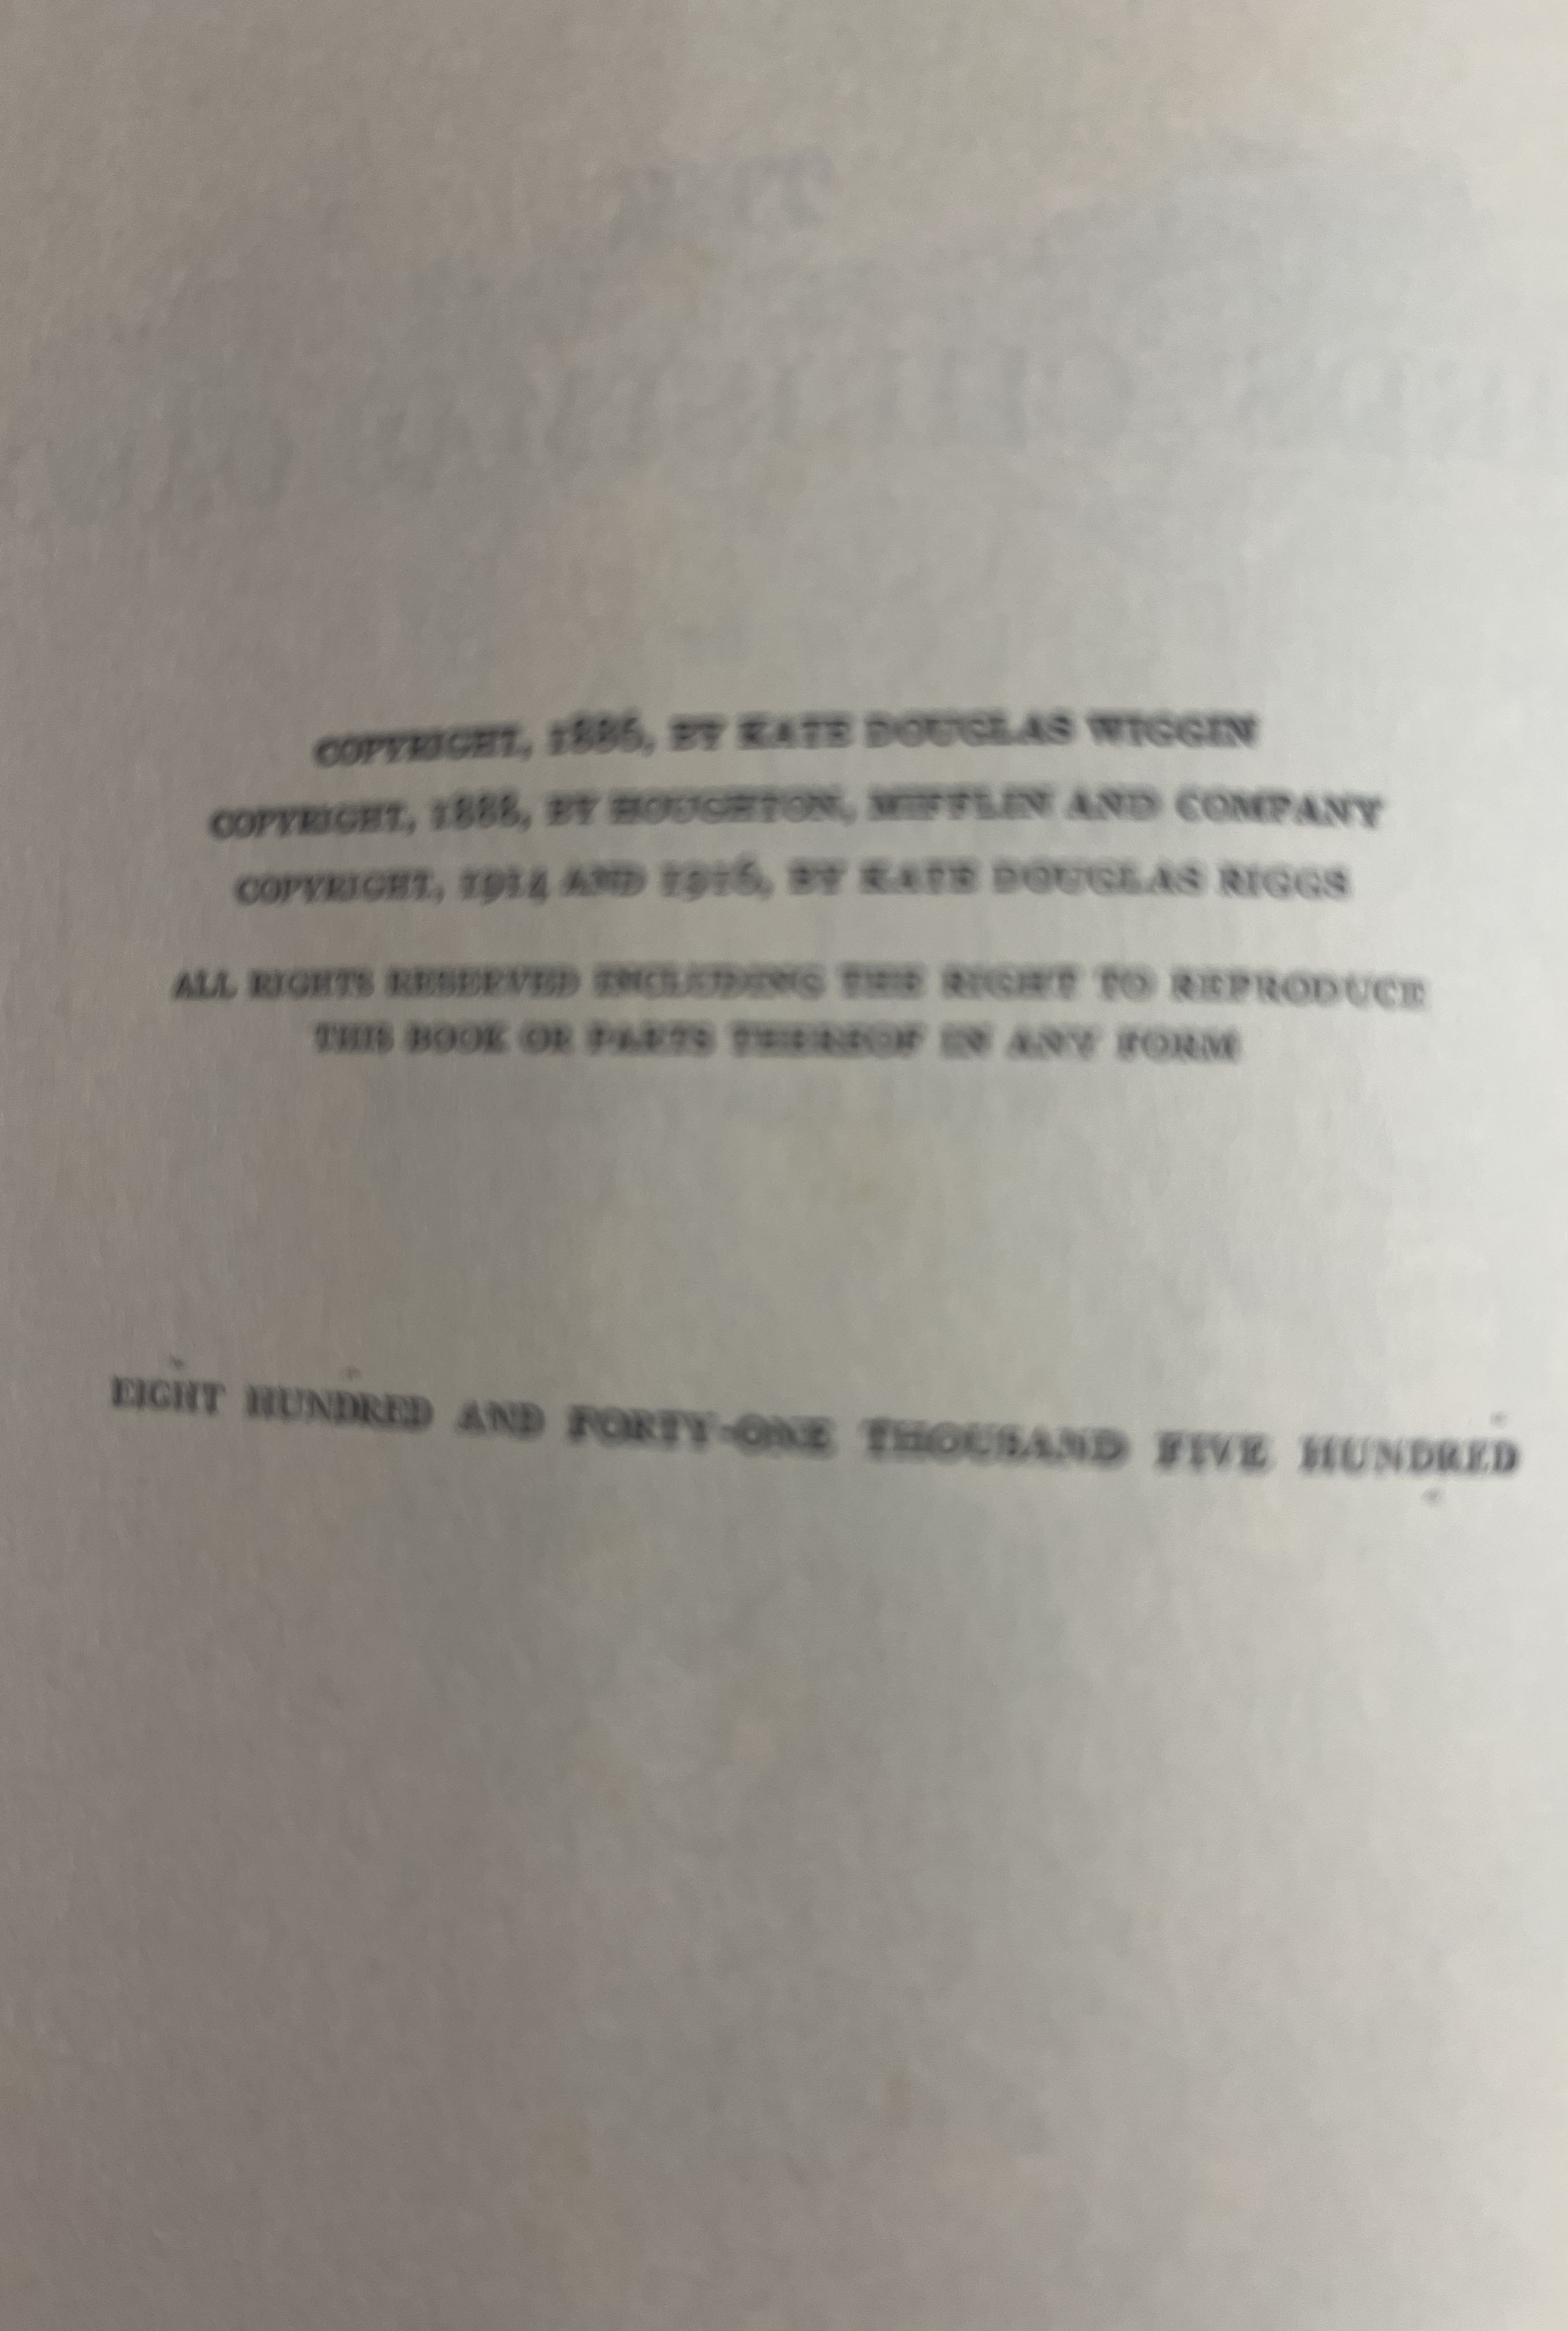 COPYRIGHT, 1886, BY KATE DOUGLAS WIGGIN
COPYRIGHT, 1888, BY HOUGHTON, MIFFLIN AND COMPANY
COPYRIGHT, 1914 AND 1916, BY KATE DOUGLAS RIGGS
ALL RIGHTS RESERVED INCLUDING THE RIGHT TO REPRODUCE
THIS BOOK OR PARTS THEREOF IN ANY FORM
EIGHT HUNDRED AND FORTY-ONE THOUSAND FIVE HUNDRED